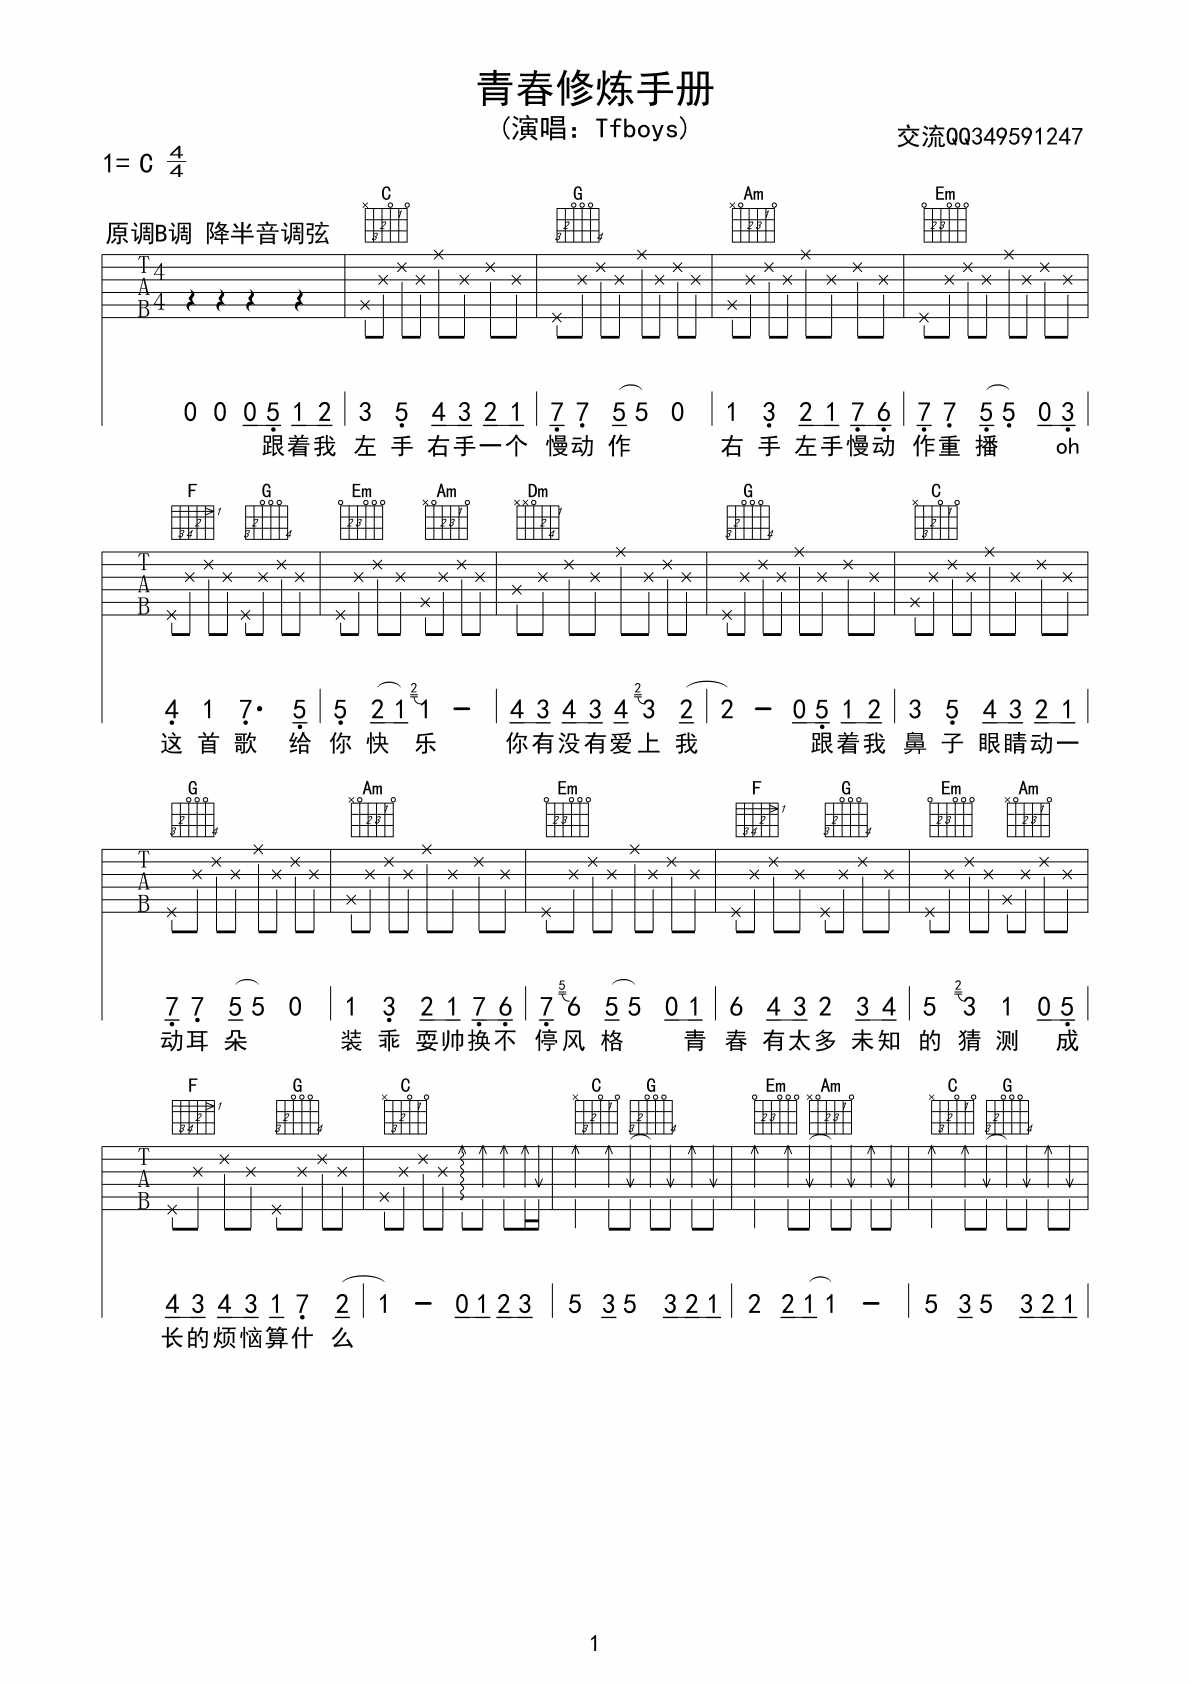 青春修炼手册
(演唱：Tfboys)
交流QQ349591247
1= C 4/4
原调B调 降半音调弦
C G Am Em
T A B 4 4
0 0 0 5 1 2 | 3 5 4 3 2 1 | 7 7 5 5 0 | 1 3 2 1 7 6 | 7 7 5 5 0 3
跟着我 左 手 右手一个 慢动 作 右 手 左手慢动 作重 播 oh
F G Em Am Dm G C
T A B
4 1 7· 5 | 5 2 1 2 1 — | 4 3 4 3 4 2 3 2 | 2 — 0 5 1 2 | 3 5 4 3 2 1
这 首 歌 给 你 快 乐 你有没有爱上 我 跟着我 鼻 子 眼睛动一
G Am Em F G Em Am
T A B
7 7 5 5 0 | 1 3 2 1 7 6 | 7 5 6 5 5 0 1 | 6 4 3 2 3 4 | 5 2 3 1 0 5
动耳 朵 装 乖 耍帅换不 停风 格 青 春 有太多 未知 的 猜 测 成
F G C C G Em Am C G
T A B
4 3 4 3 1 7 2 | 1 — 0 1 2 3 | 5 3 5 3 2 1 | 2 2 1 1 — | 5 3 5 3 2 1
长的烦恼算什 么
1